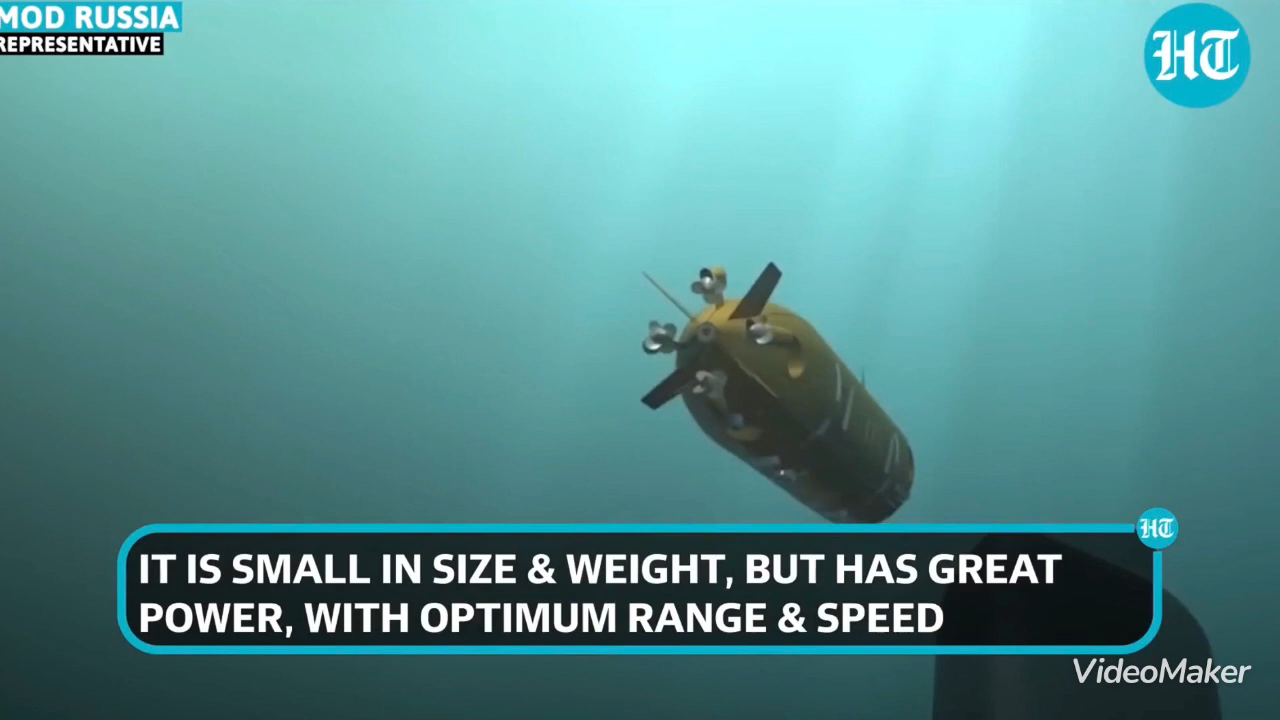 MOD RUSSIA
REPRESENTATIVE
HT
HT
IT IS SMALL IN SIZE & WEIGHT, BUT HAS GREAT
POWER, WITH OPTIMUM RANGE & SPEED
VideoMaker